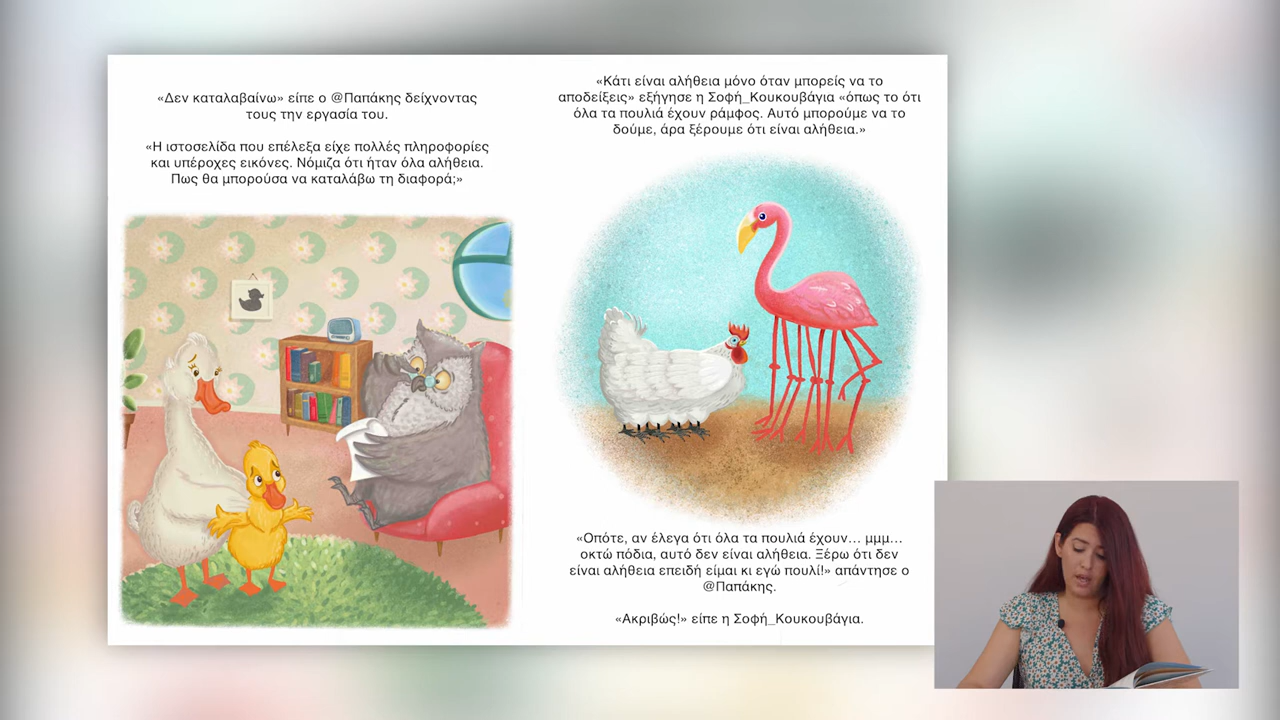 «Δεν καταλαβαίνω» είπε ο @Παπάκης δείχνοντας
τους την εργασία του.
«Η ιστοσελίδα που επέλεξα είχε πολλές πληροφορίες
και υπέροχες εικόνες. Νόμιζα ότι ήταν όλα αλήθεια.
Πως θα μπορούσα να καταλάβω τη διαφορά;»
«Κάτι είναι αλήθεια μόνο όταν μπορείς να το
αποδείξεις» εξήγησε η Σοφή_Κουκουβάγια «όπως το ότι
όλα τα πουλιά έχουν ράμφος. Αυτό μπορούμε να το
δούμε, άρα ξέρουμε ότι είναι αλήθεια.»
«Οπότε, αν έλεγα ότι όλα τα πουλιά έχουν… μμμ…
οκτώ πόδια, αυτό δεν είναι αλήθεια. Ξέρω ότι δεν
είναι αλήθεια επειδή είμαι κι εγώ πουλί!» απάντησε ο
@Παπάκης.
«Ακριβώς!» είπε η Σοφή_Κουκουβάγια.